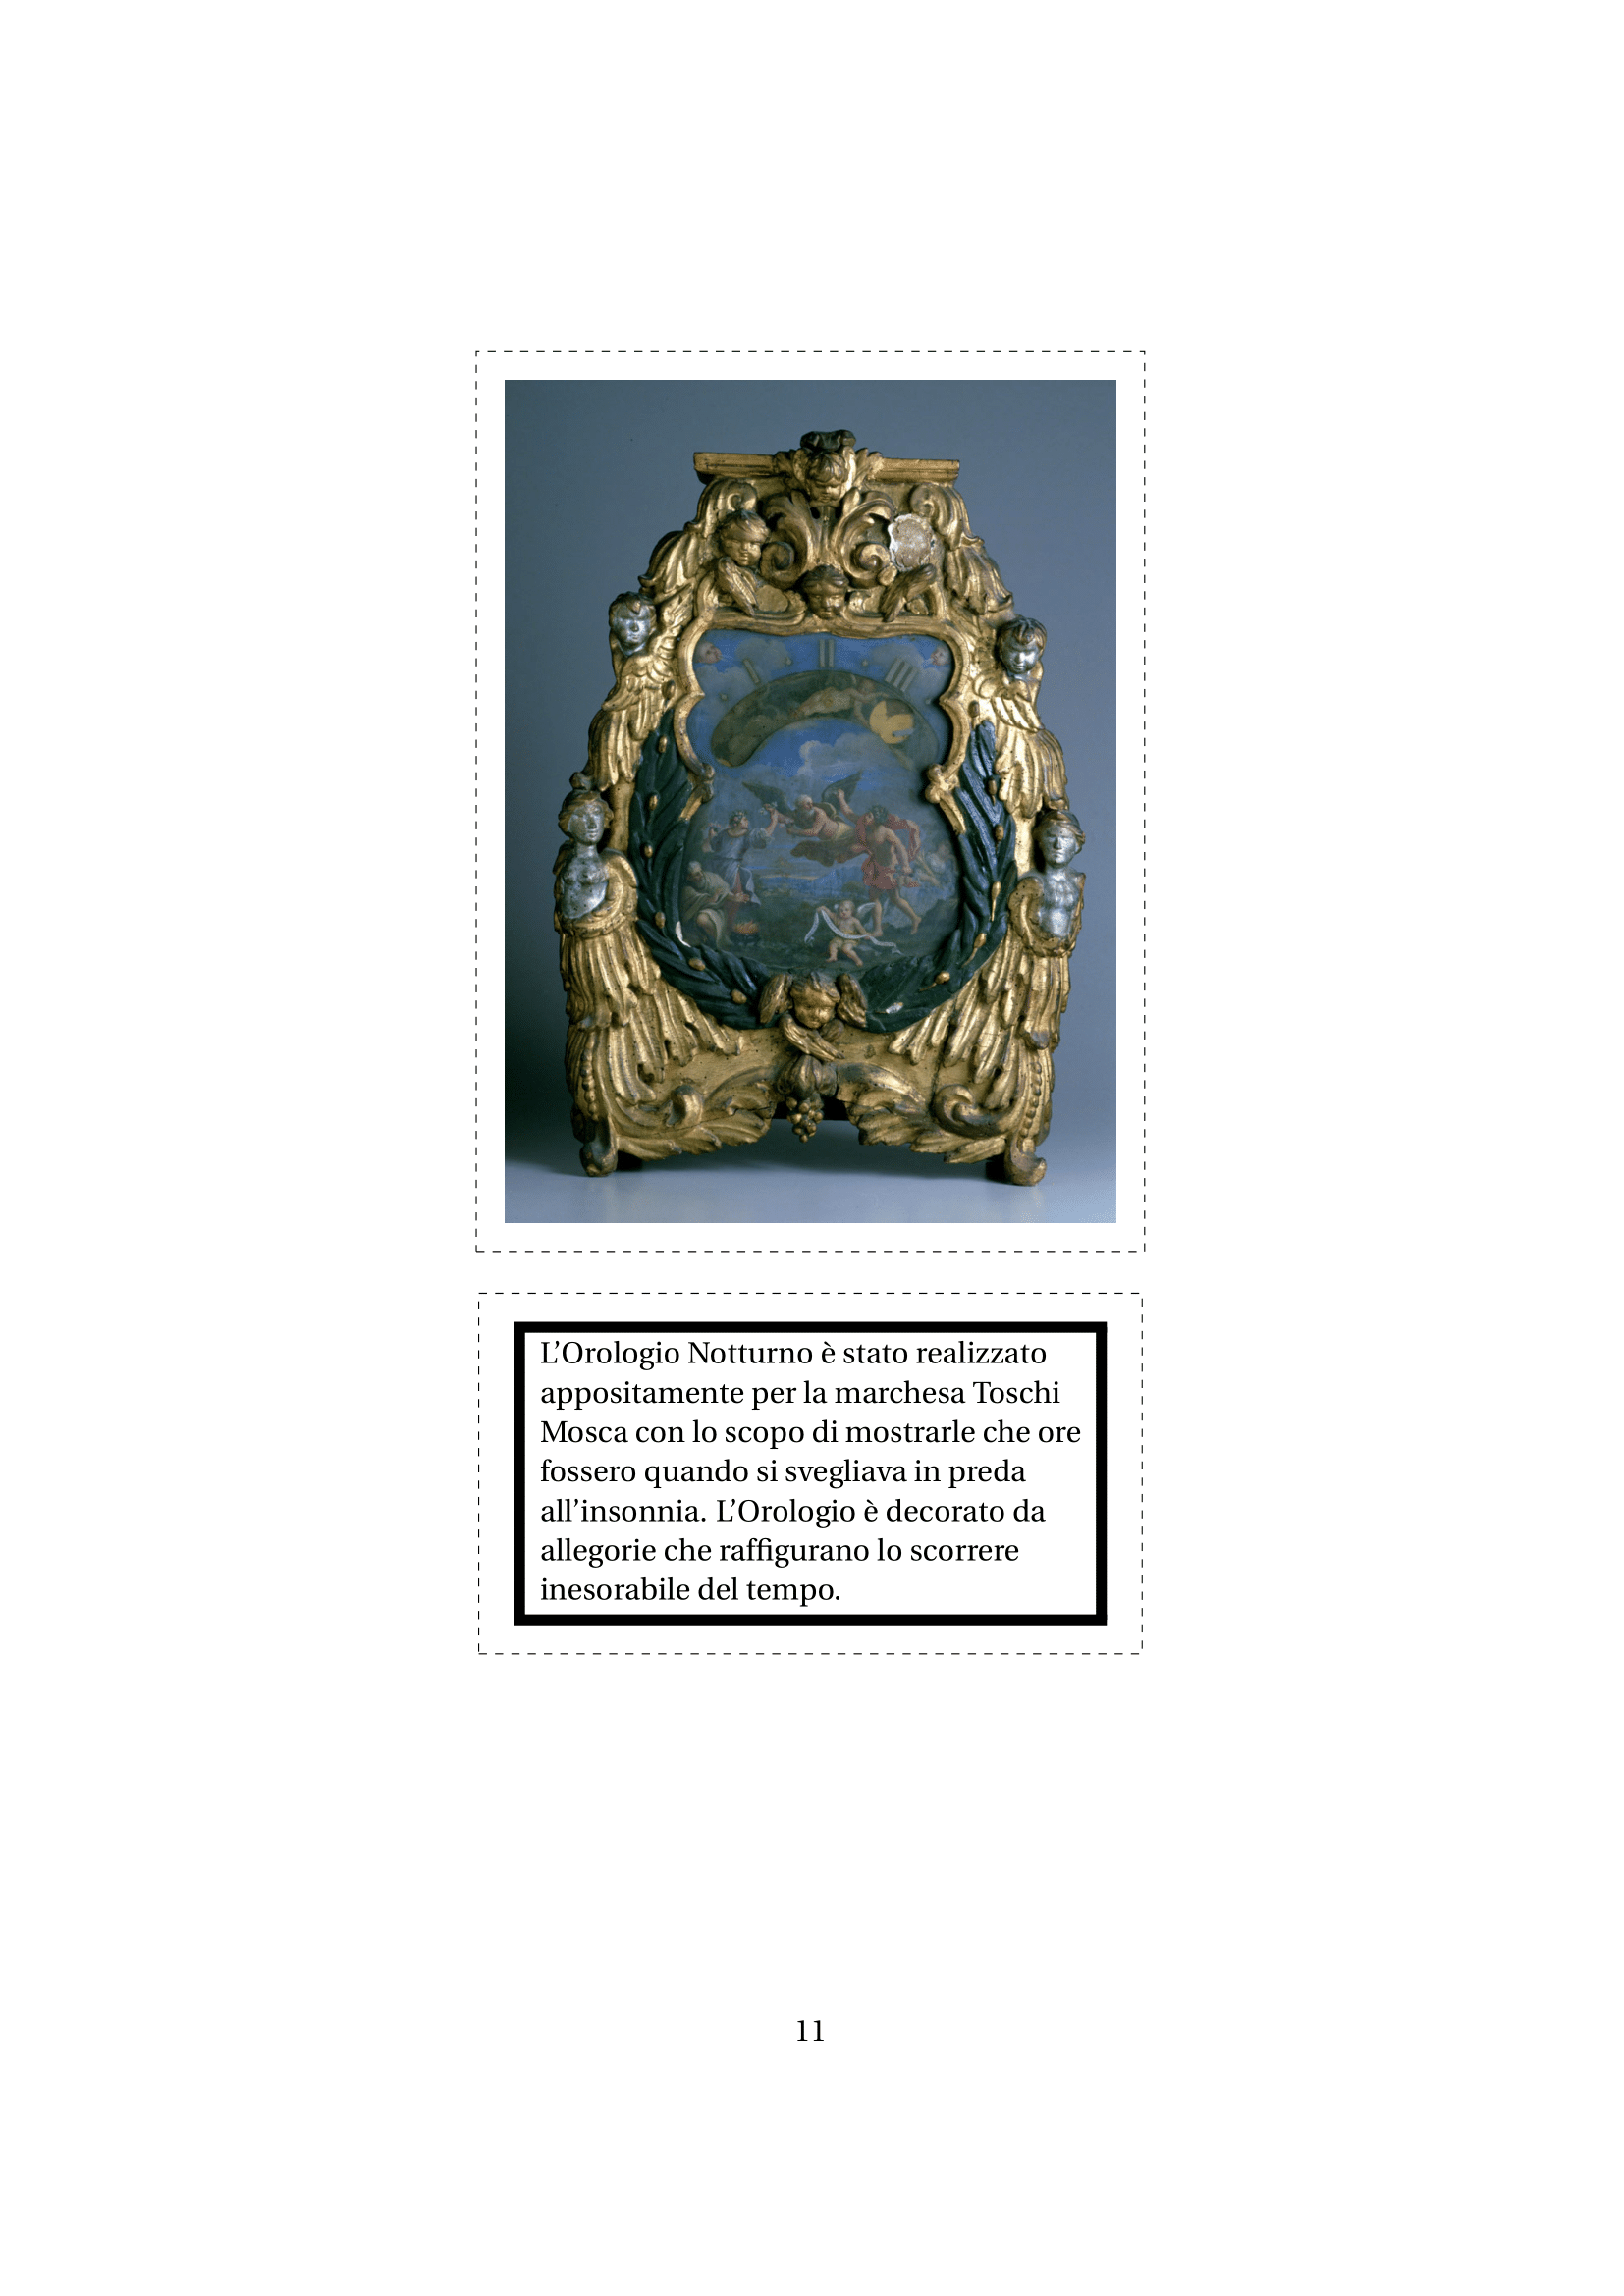 L’Orologio Notturno è stato realizzato
appositamente per la marchesa Toschi
Mosca con lo scopo di mostrarle che ore
fossero quando si svegliava in preda
all’insonnia. L’Orologio è decorato da
allegorie che raffigurano lo scorrere
inesorabile del tempo.
11